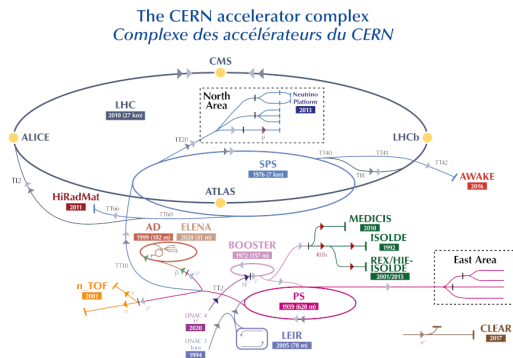 The CERN accelerator complex
Complexe des accélérateurs du CERN
CMS
LHC
2010 (27 km)
North
Area
Neutrino
Platform
2013
ALICE
LHCb
TT20
TT40
TT41
TT42
TI8
TI2
SPS
1976 (7 km)
AWAKE
2016
HiRadMat
2011
TT66
ATLAS
TT60
AD
1999 (182 m)
ELENA
2020 (31 m)
TT10
BOOSTER
1972 (157 m)
MEDICIS
2010
ISOLDE
1992
RIBs
REX/HIE-
ISOLDE
2001/2015
East Area
n_TOF
2001
TT2
PS
1959 (628 m)
LINAC 4
2020
LINAC 3
Ions
1994
LEIR
2005 (78 m)
CLEAR
2017